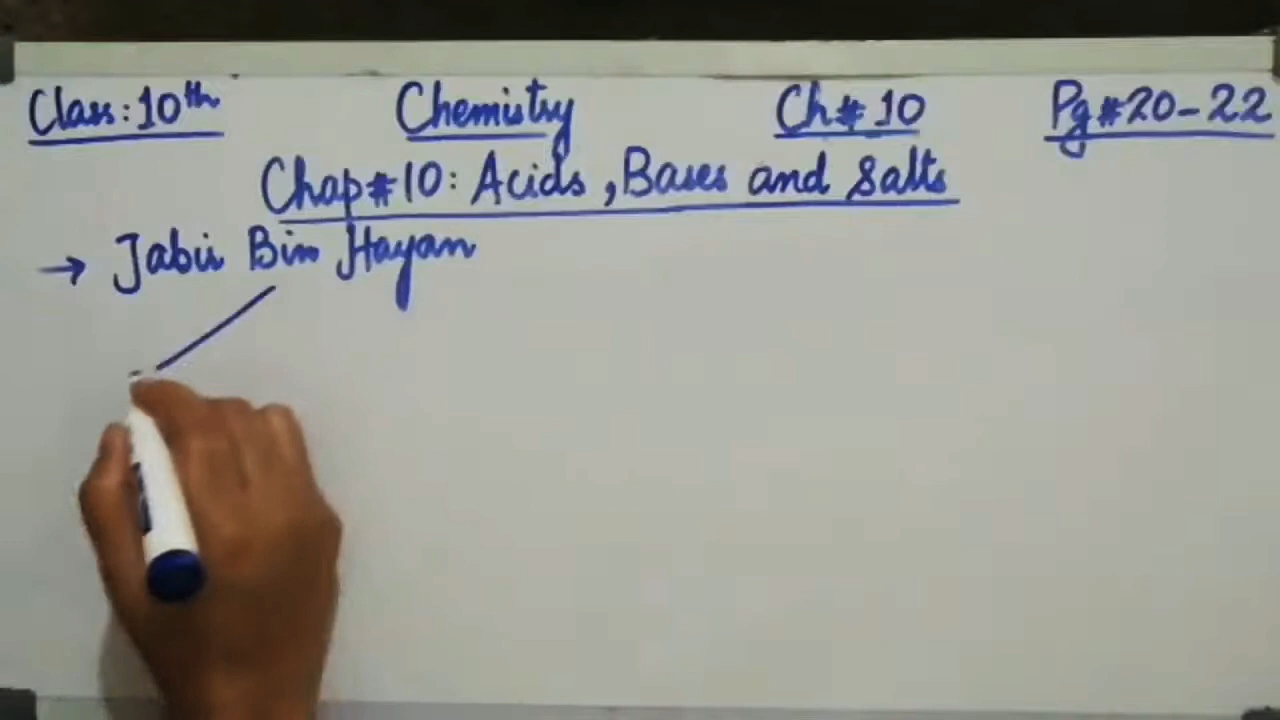 Class: 10th Chemistry Ch# 10 Pg# 20-22
Chap#10: Acids, Bases and Salts
→ Jabir Bin Hayan